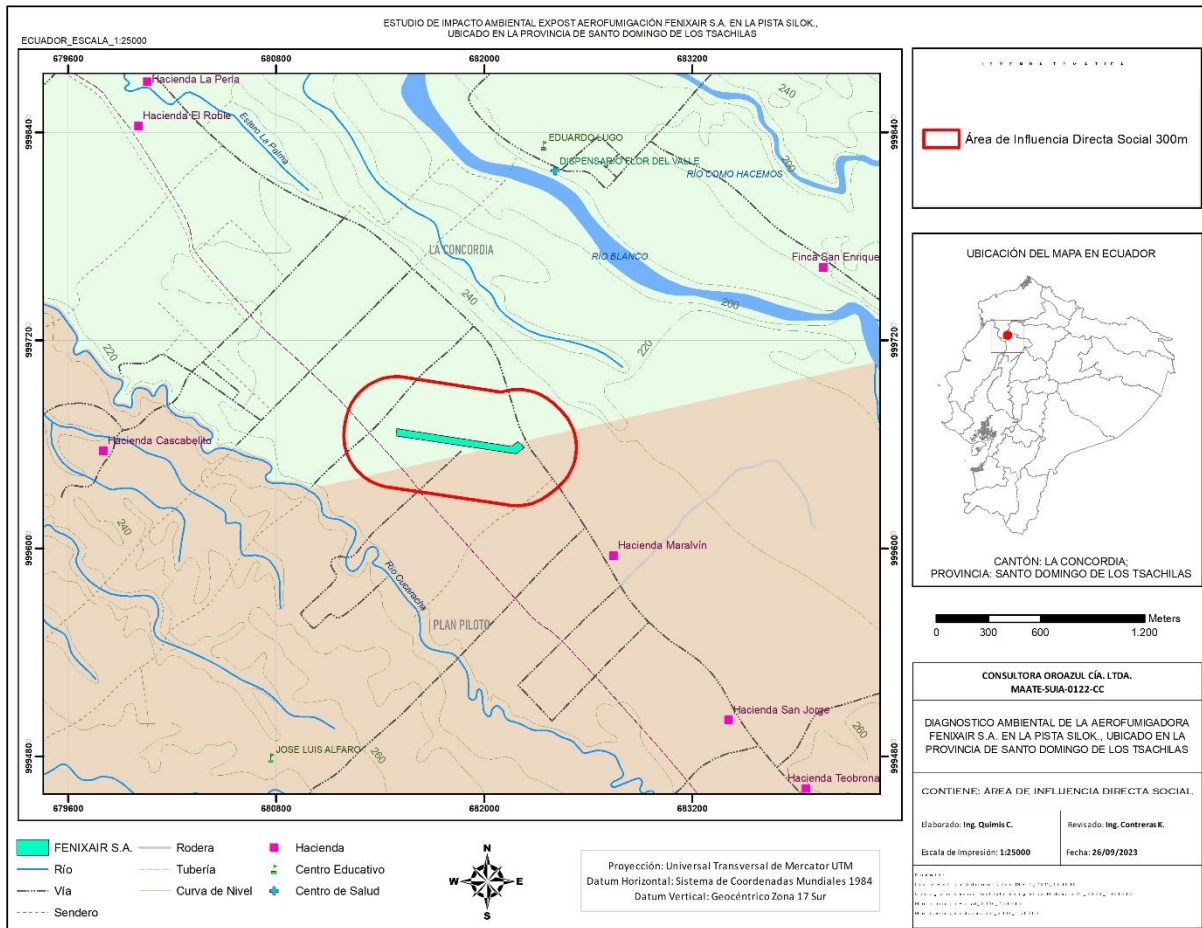 ESTUDIO DE IMPACTO AMBIENTAL EXPOST AEROFUMIGACIÓN FENIXAIR S.A. EN LA PISTA SILOK.,
UBICADO EN LA PROVINCIA DE SANTO DOMINGO DE LOS TSACHILAS
ECUADOR_ESCALA_1:25000
679600
680800
682000
683200
Hacienda La Perla
Hacienda El Roble
Estero La Palma
EDUARDO LUGO
DISPENSARIO FLOR DEL VALLE
RÍO COMO HACEMOS
240
200
999840
999840
LA CONCORDIA
RÍO BLANCO
Finca San Enrique
240
200
220
220
999720
999720
Hacienda Cascabelito
240
Hacienda Maralvín
999600
999600
Río Cucaracha
PLAN PILOTO
Hacienda San Jorge
260
JOSE LUIS ALFARO
260
Hacienda Teobrona
999480
999480
679600
680800
682000
683200
LEYENDA TEMÁTICA
Área de Influencia Directa Social 300m
UBICACIÓN DEL MAPA EN ECUADOR
CANTÓN: LA CONCORDIA;
PROVINCIA: SANTO DOMINGO DE LOS TSACHILAS
Meters
0 300 600 1.200
CONSULTORA OROAZUL CÍA. LTDA.
MAATE-SUIA-0122-CC
DIAGNOSTICO AMBIENTAL DE LA AEROFUMIGADORA
FENIXAIR S.A. EN LA PISTA SILOK., UBICADO EN LA
PROVINCIA DE SANTO DOMINGO DE LOS TSACHILAS
CONTIENE: ÁREA DE INFLUENCIA DIRECTA SOCIAL
Elaborado: Ing. Quimis C.
Revisado: Ing. Contreras K.
Escala de Impresión: 1:25000
Fecha: 26/09/2023
FENIXAIR S.A.
Río
Vía
Sendero
Rodera
Tubería
Curva de Nivel
Hacienda
Centro Educativo
Centro de Salud
N
W
E
S
Proyección: Universal Transversal de Mercator UTM
Datum Horizontal: Sistema de Coordenadas Mundiales 1984
Datum Vertical: Geocéntrico Zona 17 Sur